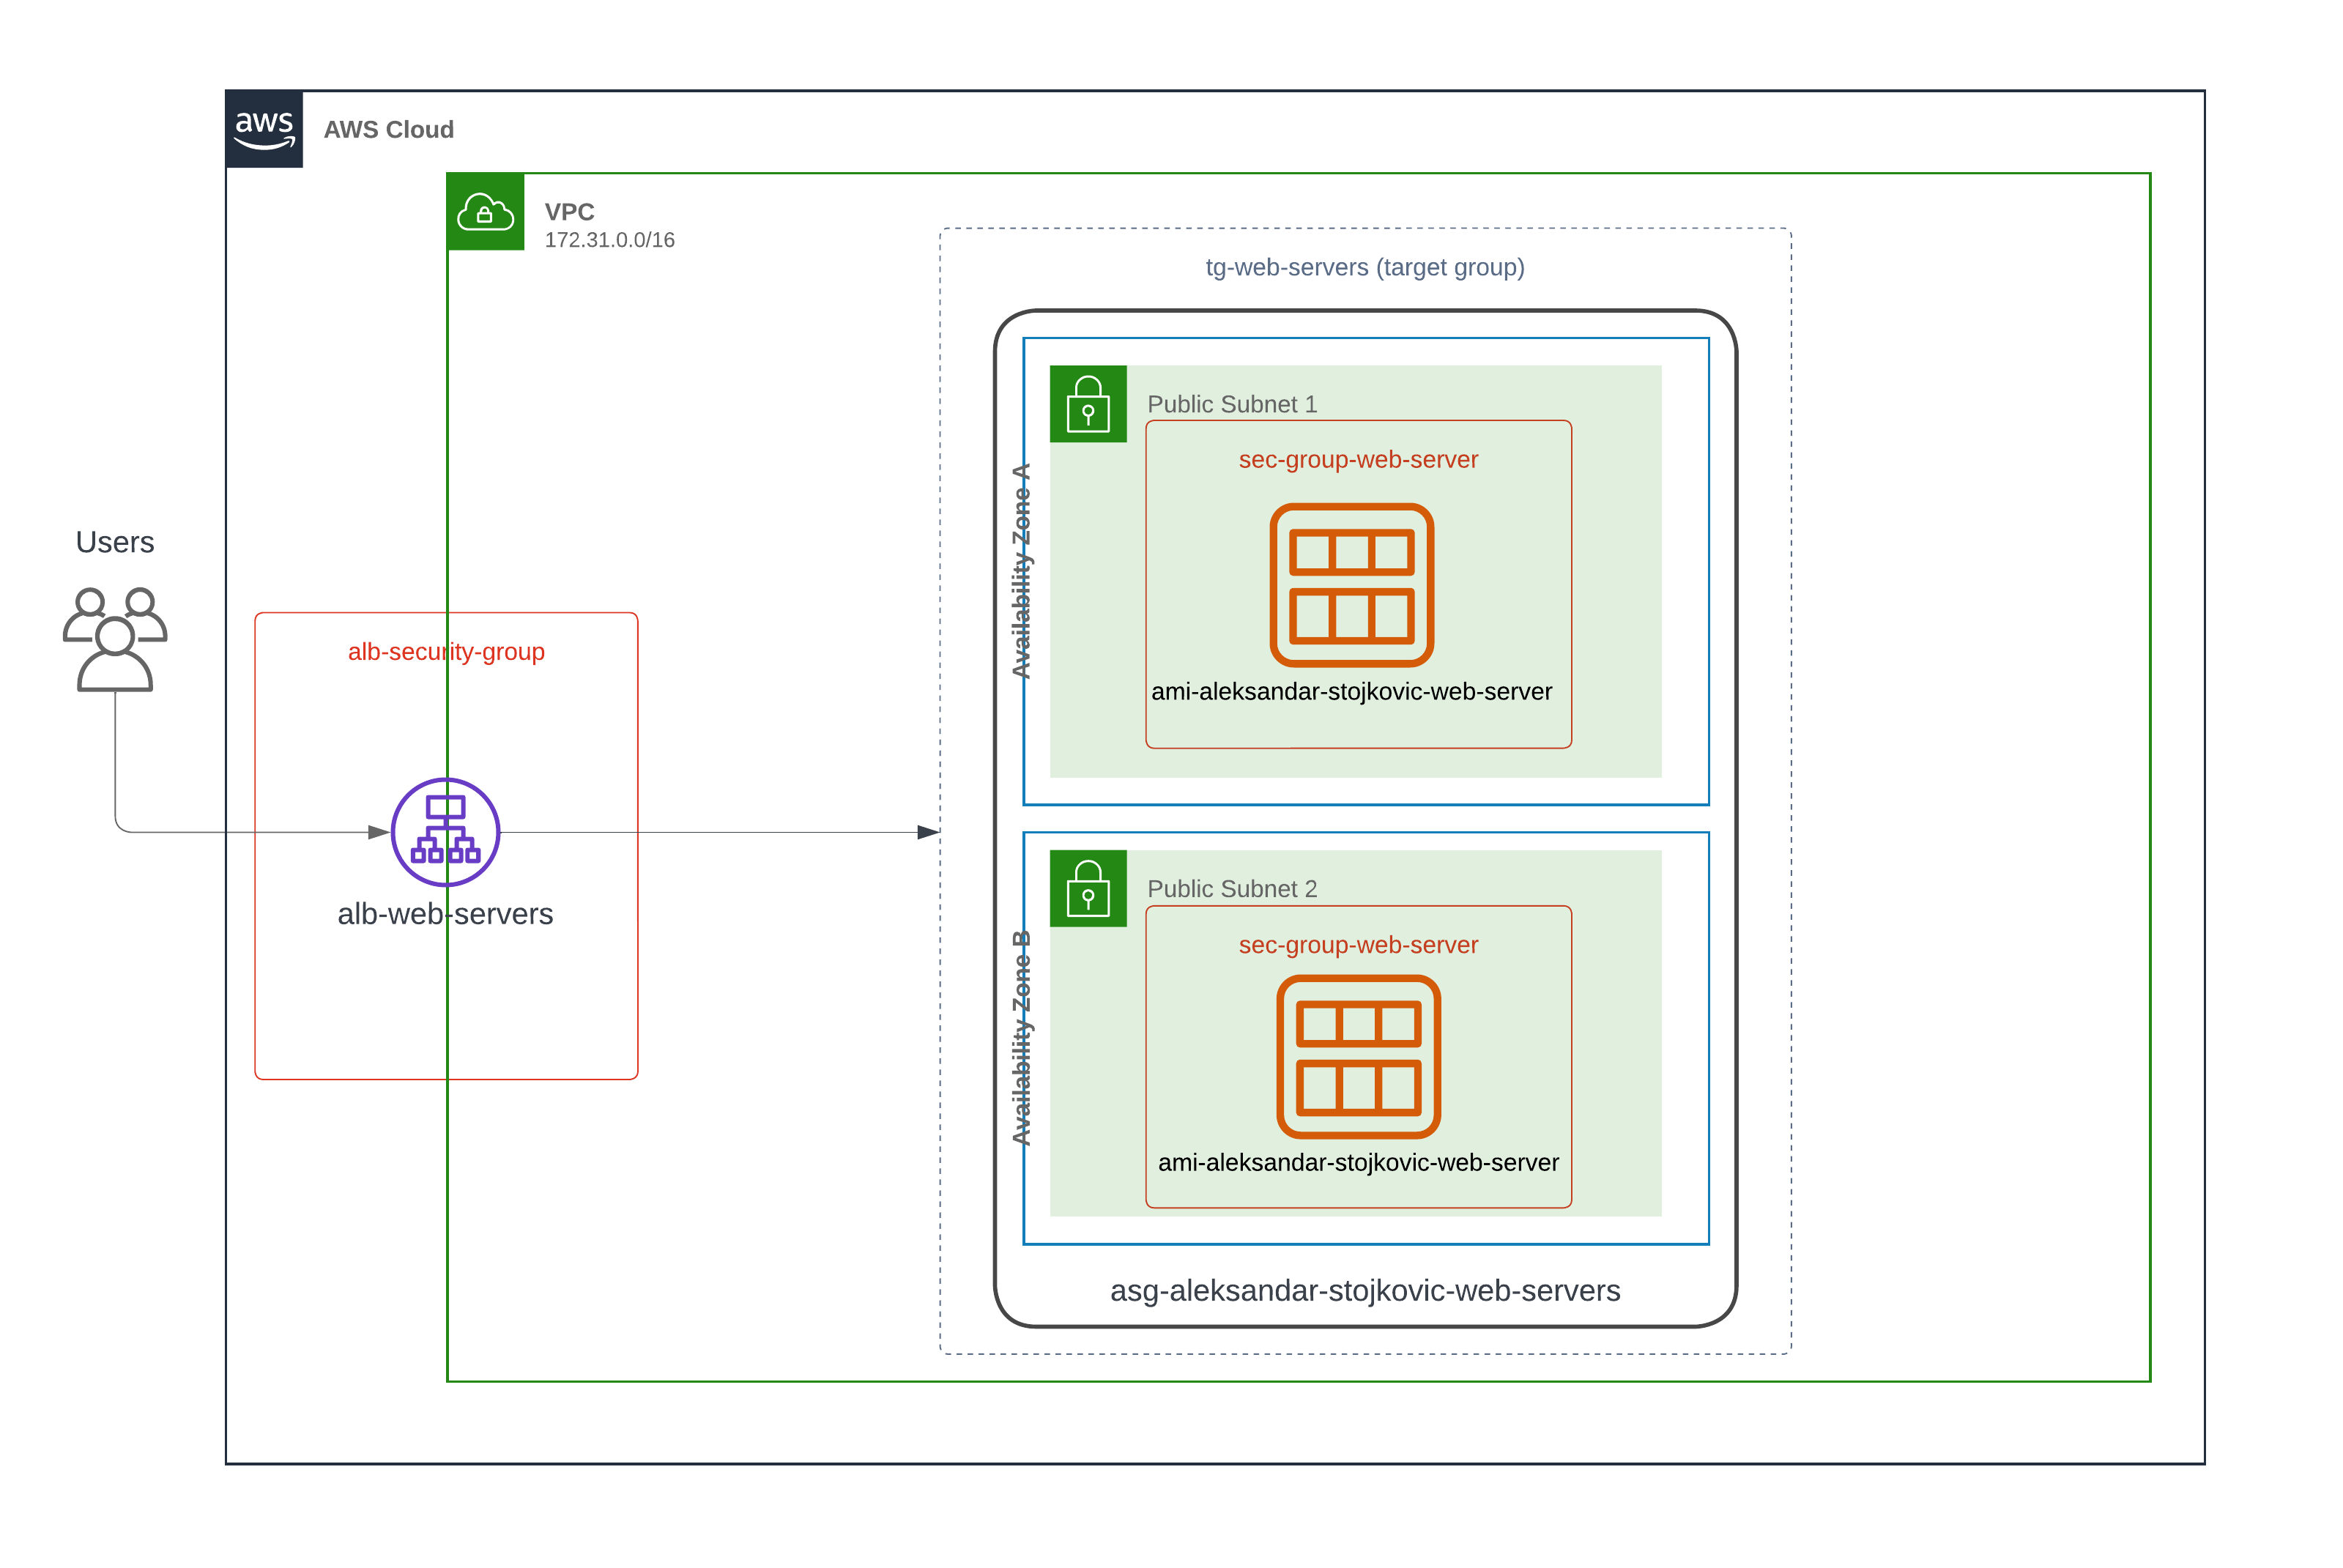 aws
AWS Cloud
VPC
172.31.0.0/16
tg-web-servers (target group)
Public Subnet 1
sec-group-web-server
Availability Zone A
ami-aleksandar-stojkovic-web-server
Users
alb-security-group
alb-web-servers
Public Subnet 2
sec-group-web-server
Availability Zone B
ami-aleksandar-stojkovic-web-server
asg-aleksandar-stojkovic-web-servers